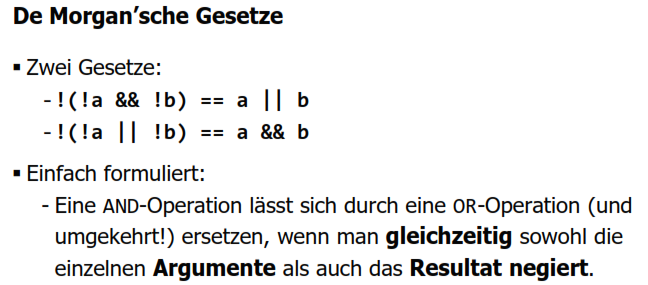 De Morgan’sche Gesetze
▪ Zwei Gesetze:
- !(!a && !b) == a || b
- !(!a || !b) == a && b
▪ Einfach formuliert:
- Eine AND-Operation lässt sich durch eine OR-Operation (und
umgekehrt!) ersetzen, wenn man gleichzeitig sowohl die
einzelnen Argumente als auch das Resultat negiert.